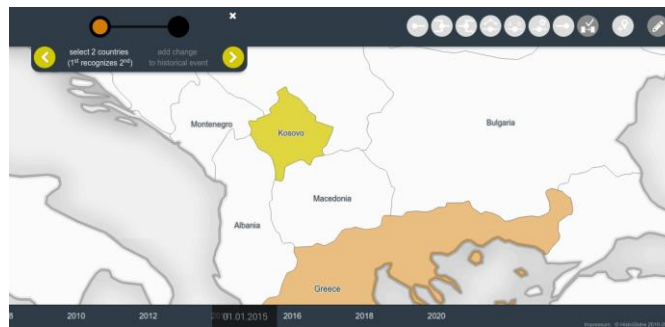 select 2 countries
(1st recognizes 2nd)
add change
to historical event
Montenegro
Kosovo
Bulgaria
Macedonia
Albania
Greece
2010
2012
01.01.2015
2016
2018
2020